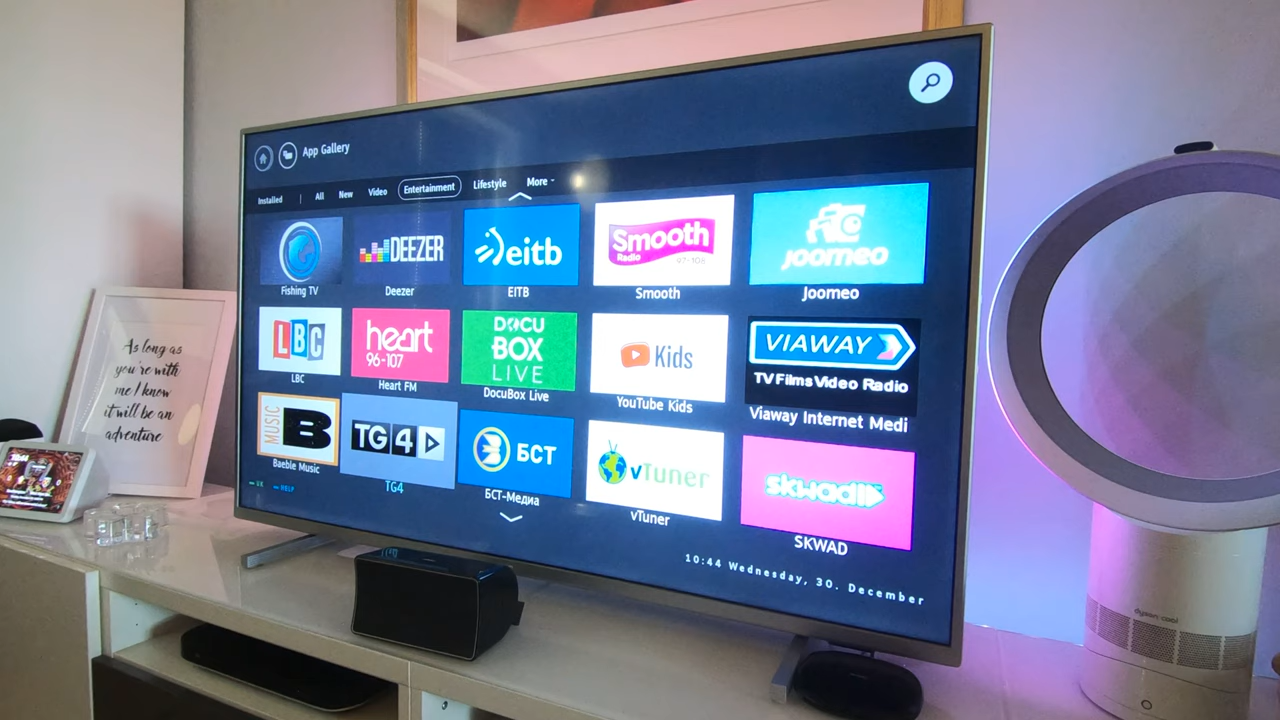 App Gallery
Installed | All New Video Entertainment Lifestyle More
DEEZER
eitb
Smooth
Radio 97-108
joomeo
Fishing TV
Deezer
EITB
Smooth
Joomeo
LBC
heart
96-107
DOCU
BOX
LIVE
Kids
VIAWAY
TV Films Video Radio
LBC
Heart FM
DocuBox Live
YouTube Kids
Viaway Internet Medi
MUSIC B
TG4
БСТ
vTuner
skwad
Baeble Music
TG4
БСТ-Медиа
vTuner
SKWAD
UK HELP
10:44 Wednesday, 30. December
As long as
you're with
me I know
it will be an
adventure
dyson cool